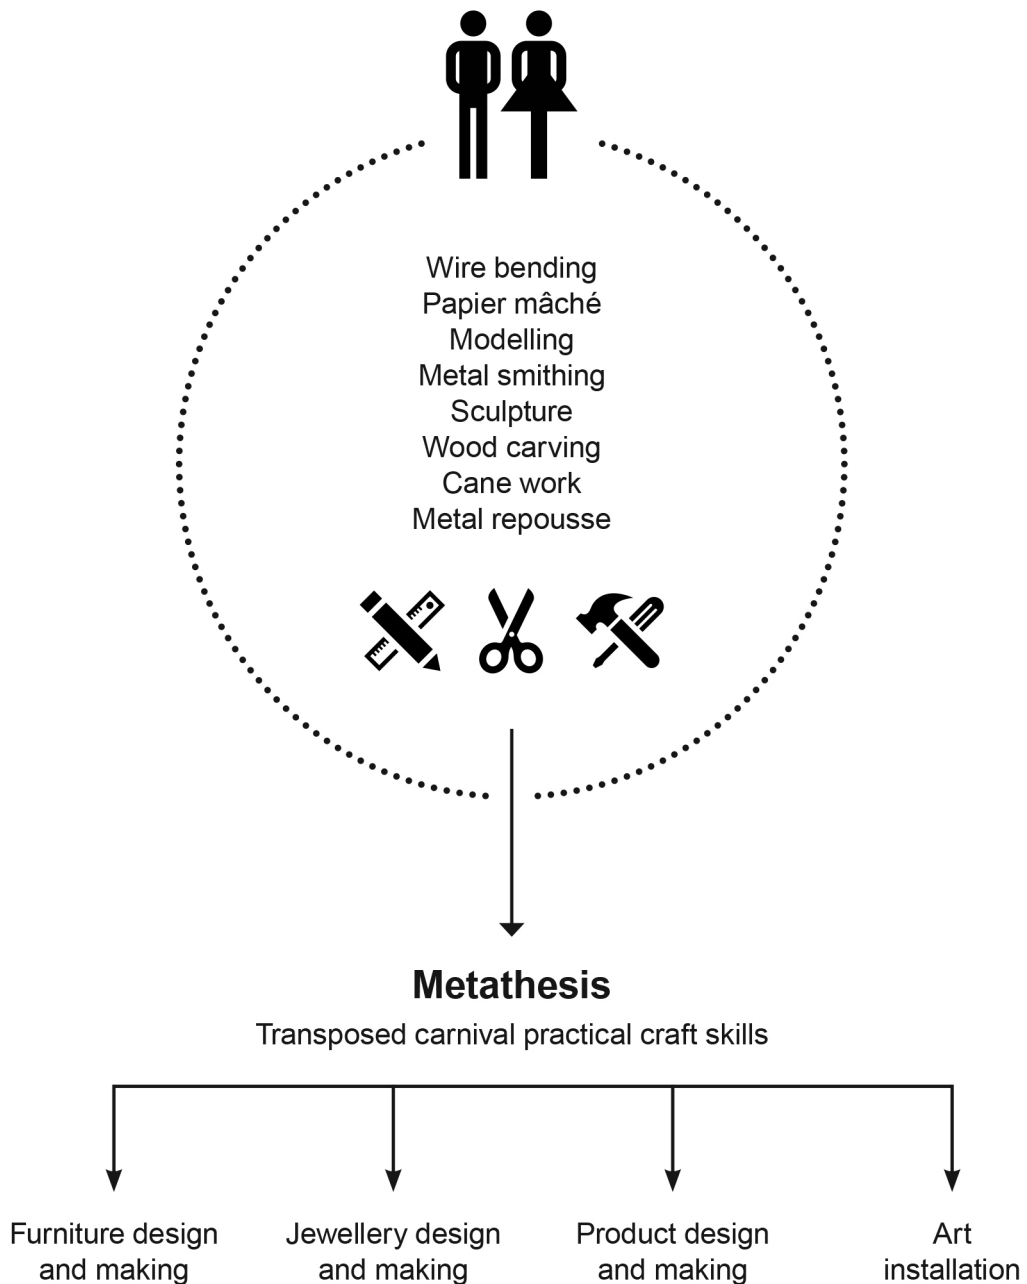 Wire bending
Papier mâché
Modelling
Metal smithing
Sculpture
Wood carving
Cane work
Metal repousse
Metathesis
Transposed carnival practical craft skills
Furniture design
and making
Jewellery design
and making
Product design
and making
Art
installation